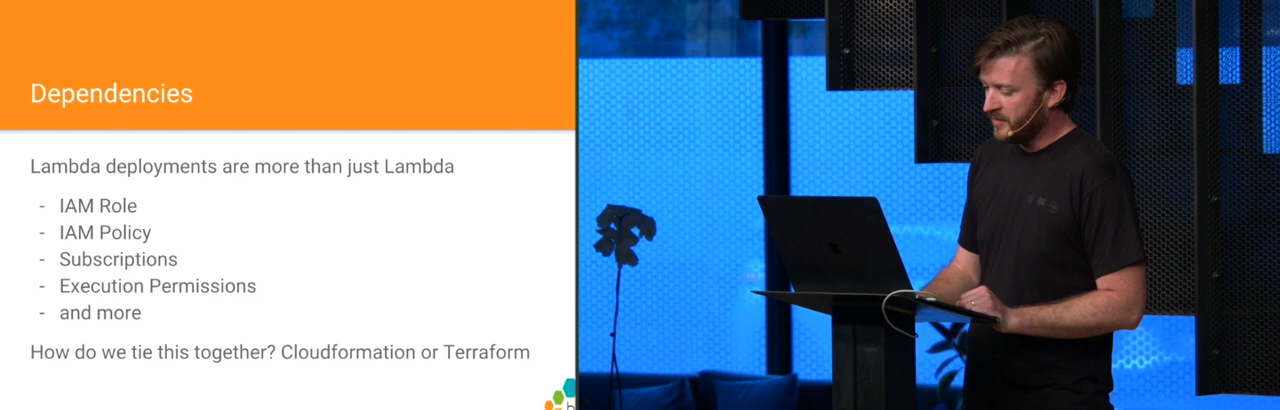 Dependencies
Lambda deployments are more than just Lambda
- IAM Role
- IAM Policy
- Subscriptions
- Execution Permissions
- and more
How do we tie this together? Cloudformation or Terraform